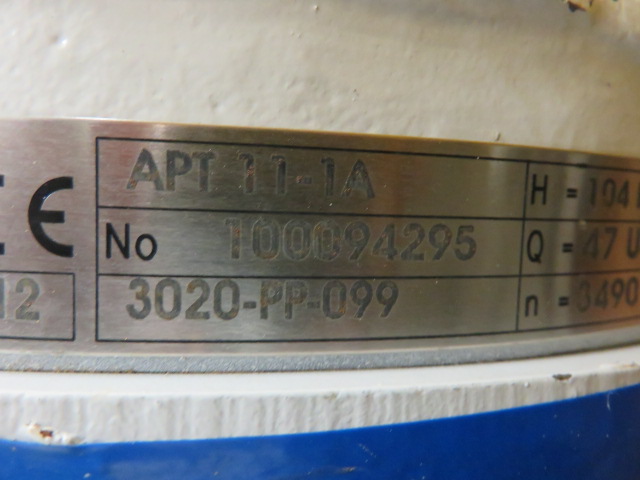 APT 11-1A
H = 104
CE
No 100094295
Q = 47 U
12
3020-PP-099
n = 3490